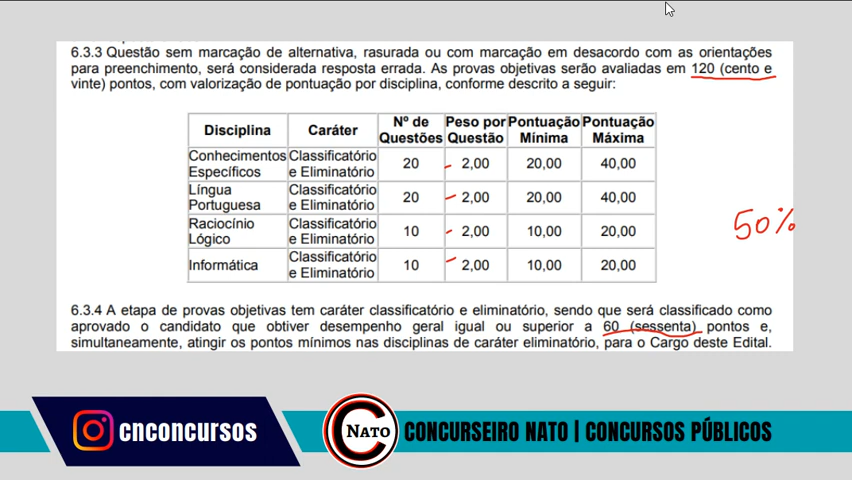 6.3.3 Questão sem marcação de alternativa, rasurada ou com marcação em desacordo com as orientações
para preenchimento, será considerada resposta errada. As provas objetivas serão avaliadas em 120 (cento e
vinte) pontos, com valorização de pontuação por disciplina, conforme descrito a seguir:
Disciplina Caráter Nº de Questões Peso por Questão Pontuação Mínima Pontuação Máxima
Conhecimentos Específicos Classificatório e Eliminatório 20 2,00 20,00 40,00
Língua Portuguesa Classificatório e Eliminatório 20 2,00 20,00 40,00
Raciocínio Lógico Classificatório e Eliminatório 10 2,00 10,00 20,00
Informática Classificatório e Eliminatório 10 2,00 10,00 20,00
50%
6.3.4 A etapa de provas objetivas tem caráter classificatório e eliminatório, sendo que será classificado como
aprovado o candidato que obtiver desempenho geral igual ou superior a 60 (sessenta) pontos e,
simultaneamente, atingir os pontos mínimos nas disciplinas de caráter eliminatório, para o Cargo deste Edital.
cnconcursos
C NATO
CONCURSEIRO NATO | CONCURSOS PÚBLICOS